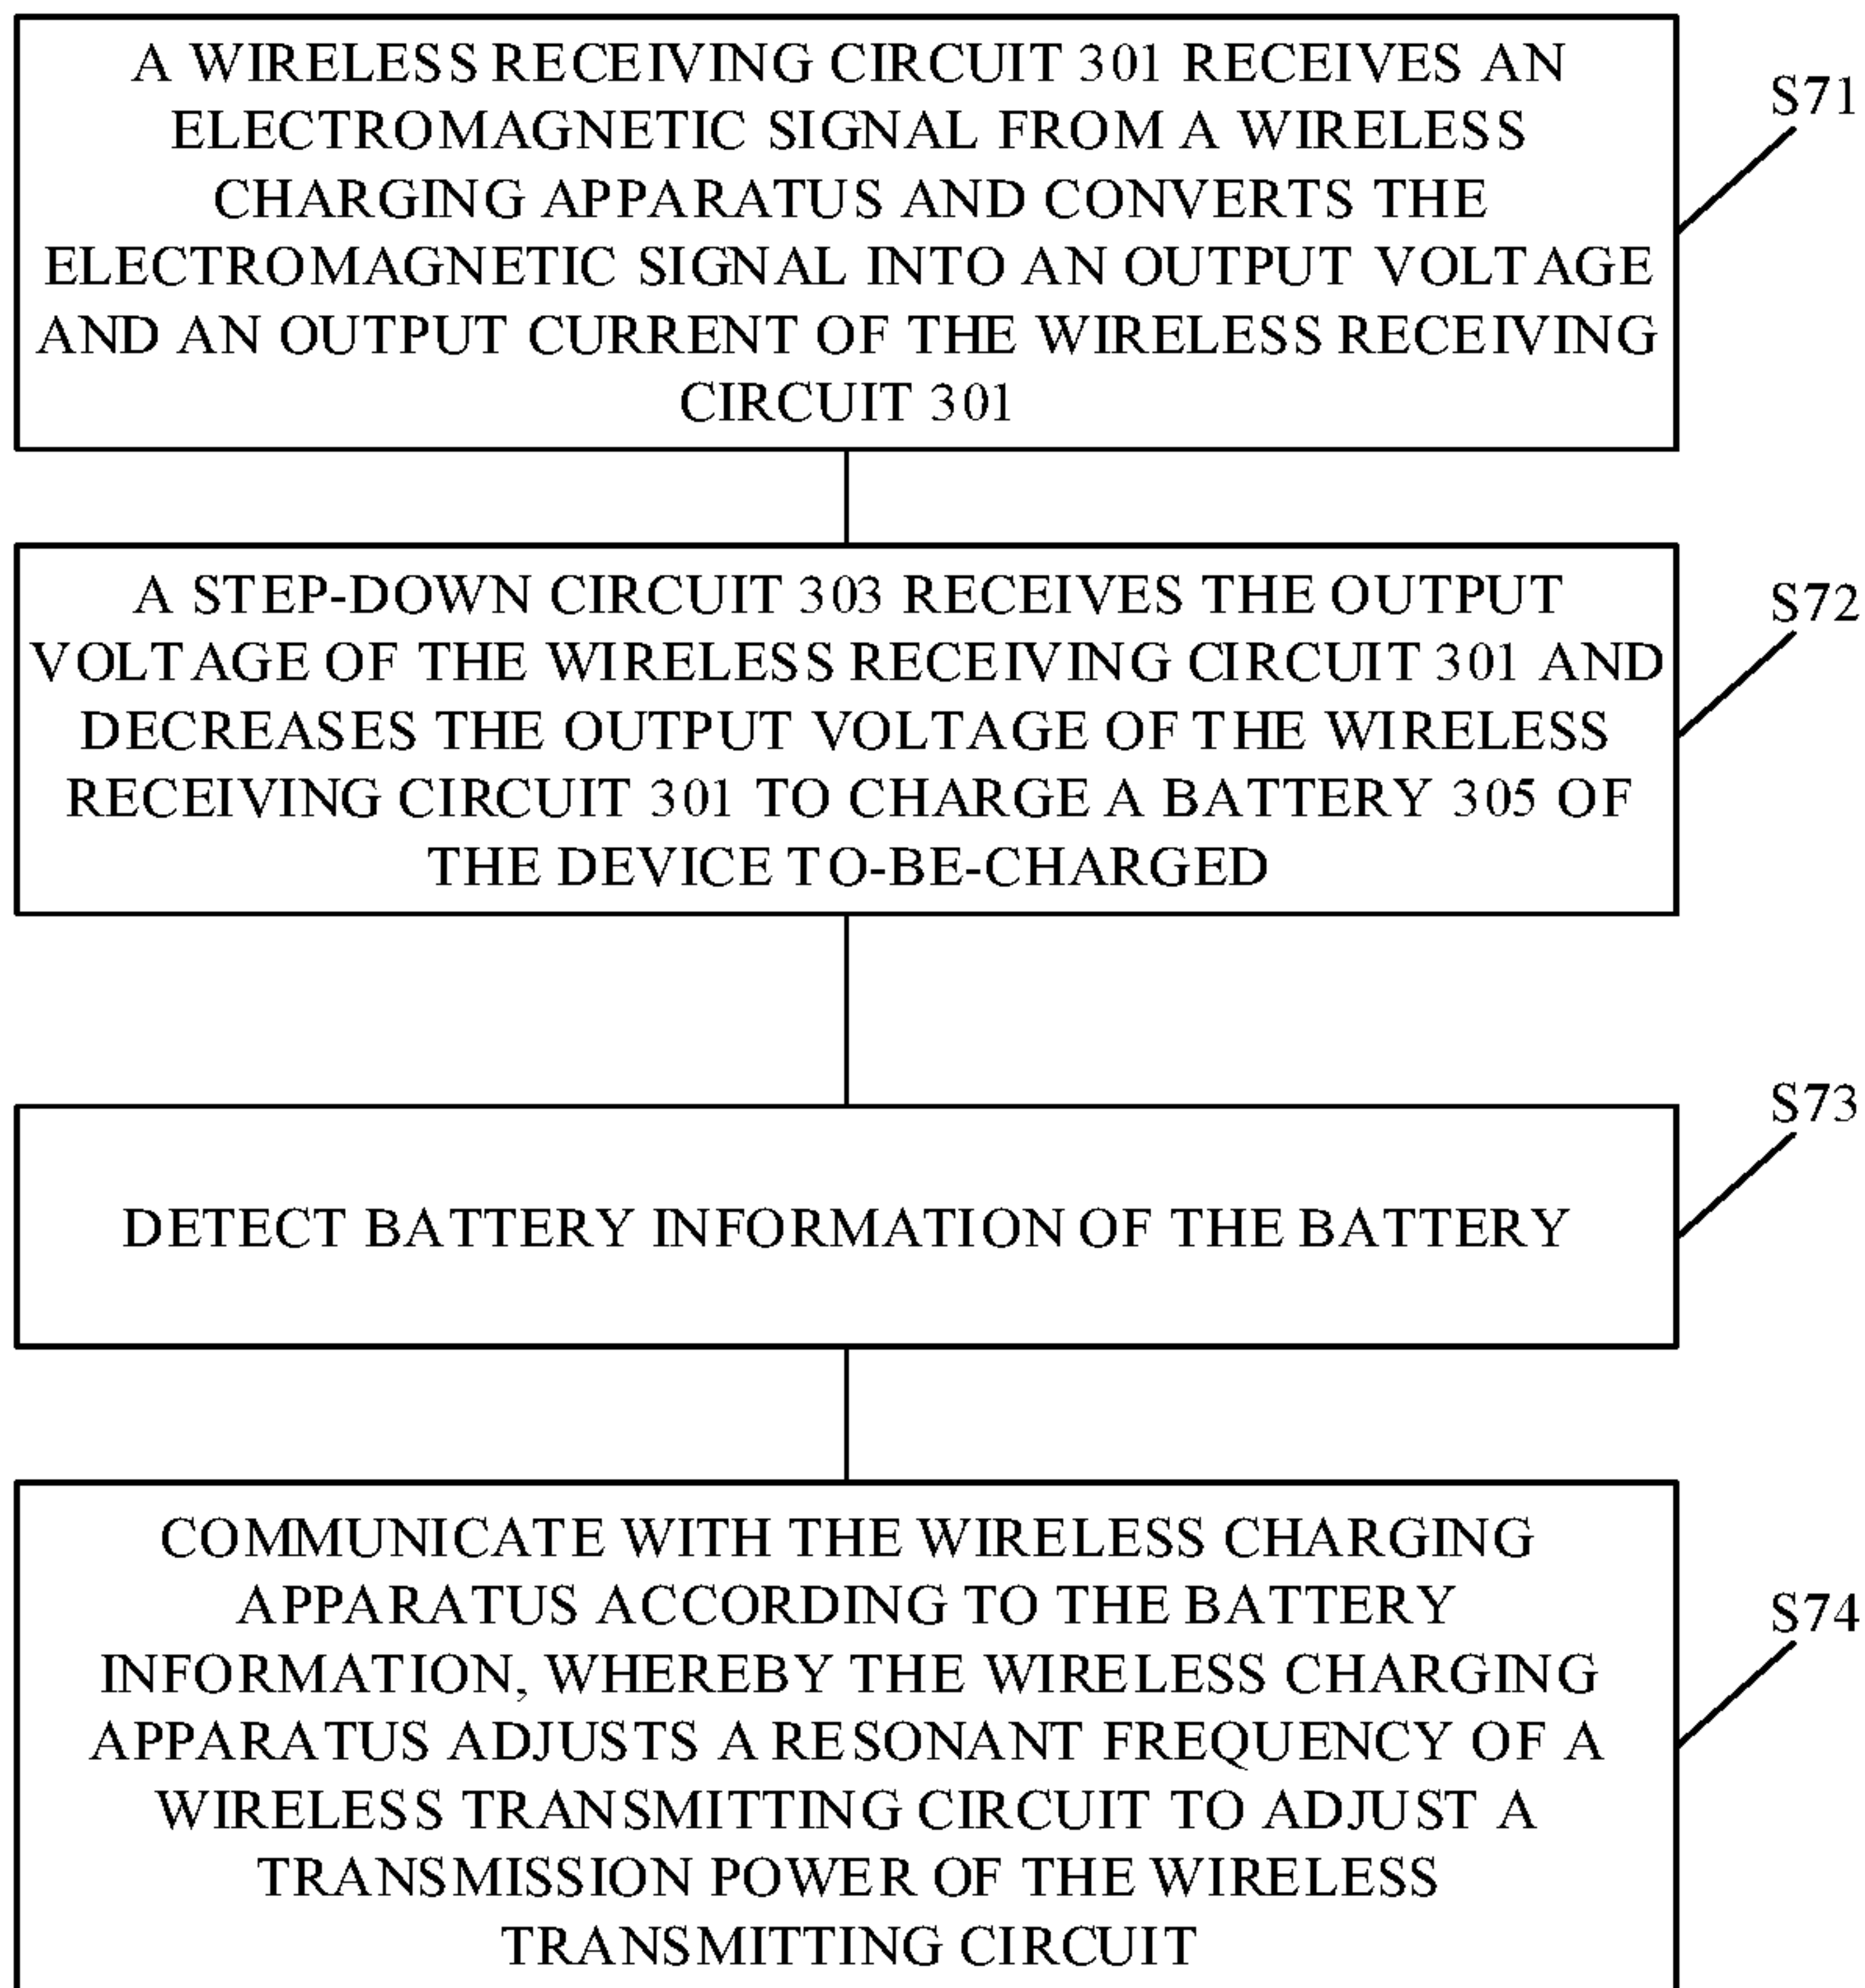 A WIRELESS RECEIVING CIRCUIT 301 RECEIVES AN
ELECTROMAGNETIC SIGNAL FROM A WIRELESS
CHARGING APPARATUS AND CONVERTS THE
ELECTROMAGNETIC SIGNAL INTO AN OUTPUT VOLTAGE
AND AN OUTPUT CURRENT OF THE WIRELESS RECEIVING
CIRCUIT 301
S71
A STEP-DOWN CIRCUIT 303 RECEIVES THE OUTPUT
VOLTAGE OF THE WIRELESS RECEIVING CIRCUIT 301 AND
DECREASES THE OUTPUT VOLTAGE OF THE WIRELESS
RECEIVING CIRCUIT 301 TO CHARGE A BATTERY 305 OF
THE DEVICE TO-BE-CHARGED
S72
DETECT BATTERY INFORMATION OF THE BATTERY
S73
COMMUNICATE WITH THE WIRELESS CHARGING
APPARATUS ACCORDING TO THE BATTERY
INFORMATION, WHEREBY THE WIRELESS CHARGING
APPARATUS ADJUSTS A RESONANT FREQUENCY OF A
WIRELESS TRANSMITTING CIRCUIT TO ADJUST A
TRANSMISSION POWER OF THE WIRELESS
TRANSMITTING CIRCUIT
S74